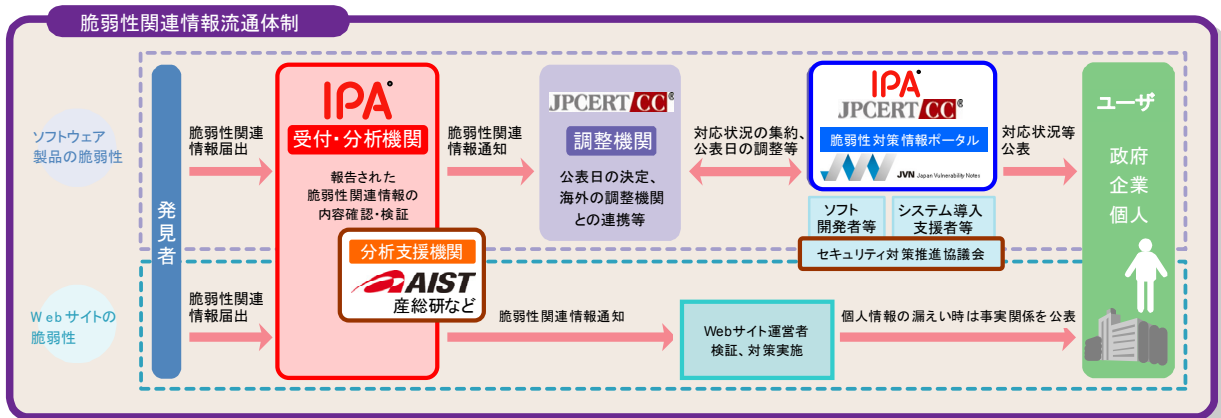 脆弱性関連情報流通体制
ソフトウェア
製品の脆弱性
発見者
脆弱性関連
情報届出
IPA
受付・分析機関
報告された
脆弱性関連情報の
内容確認・検証
分析支援機関
AIST
産総研など
脆弱性関連
情報通知
JPCERT CC®
調整機関
公表日の決定、
海外の調整機関
との連携等
対応状況の集約、
公表日の調整等
IPA
JPCERT CC®
脆弱性対策情報ポータル
JVN Japan Vulnerability Notes
ソフト
開発者等
システム導入
支援者等
セキュリティ対策推進協議会
対応状況等
公表
ユーザ
政府
企業
個人
Webサイトの
脆弱性
脆弱性関連
情報届出
脆弱性関連情報通知
Webサイト運営者
検証、対策実施
個人情報の漏えい時は事実関係を公表